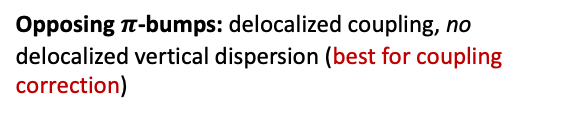 Opposing π-bumps: delocalized coupling, no
delocalized vertical dispersion (best for coupling
correction)